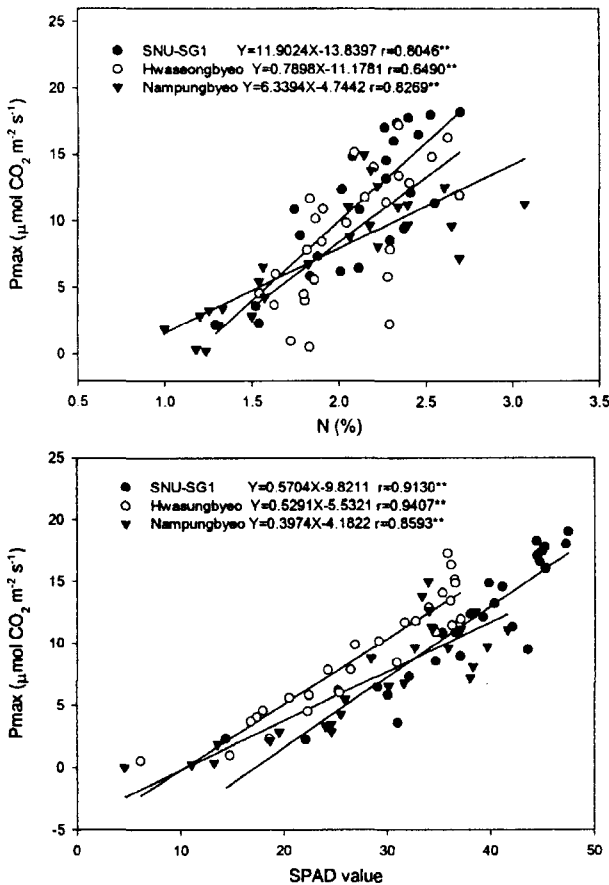 25
20
15
10
5
0
Pmax (μmol CO2 m-2 s-1)
SNU-SG1 Y=11.9024X-13.8397 r=0.8046**
Hwaseongbyeo Y=0.7898X-11.1781 r=0.6490**
Nampungbyeo Y=6.3394X-4.7442 r=0.8269**
0.5 1.0 1.5 2.0 2.5 3.0 3.5
N (%)
25
20
15
10
5
0
-5
Pmax (μmol CO2 m-2 s-1)
SNU-SG1 Y=0.5704X-9.8211 r=0.9130**
Hwasungbyeo Y=0.5291X-5.5321 r=0.9407**
Nampungbyeo Y=0.3974X-4.1822 r=0.8593**
0 10 20 30 40 50
SPAD value